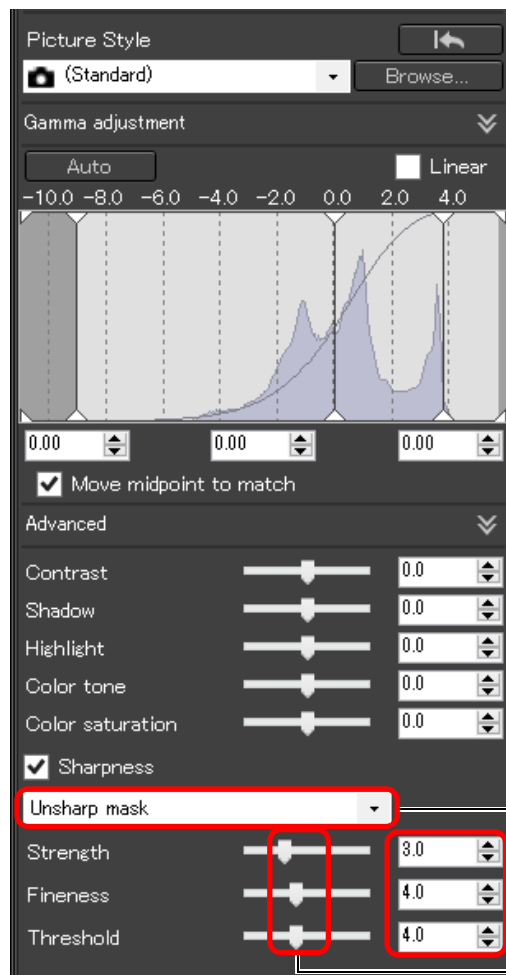 Picture Style
(Standard) Browse...
Gamma adjustment
Auto Linear
-10.0 -8.0 -6.0 -4.0 -2.0 0.0 2.0 4.0
0.00 0.00 0.00
Move midpoint to match
Advanced
Contrast 0.0
Shadow 0.0
Highlight 0.0
Color tone 0.0
Color saturation 0.0
Sharpness
Unsharp mask
Strength 3.0
Fineness 4.0
Threshold 4.0